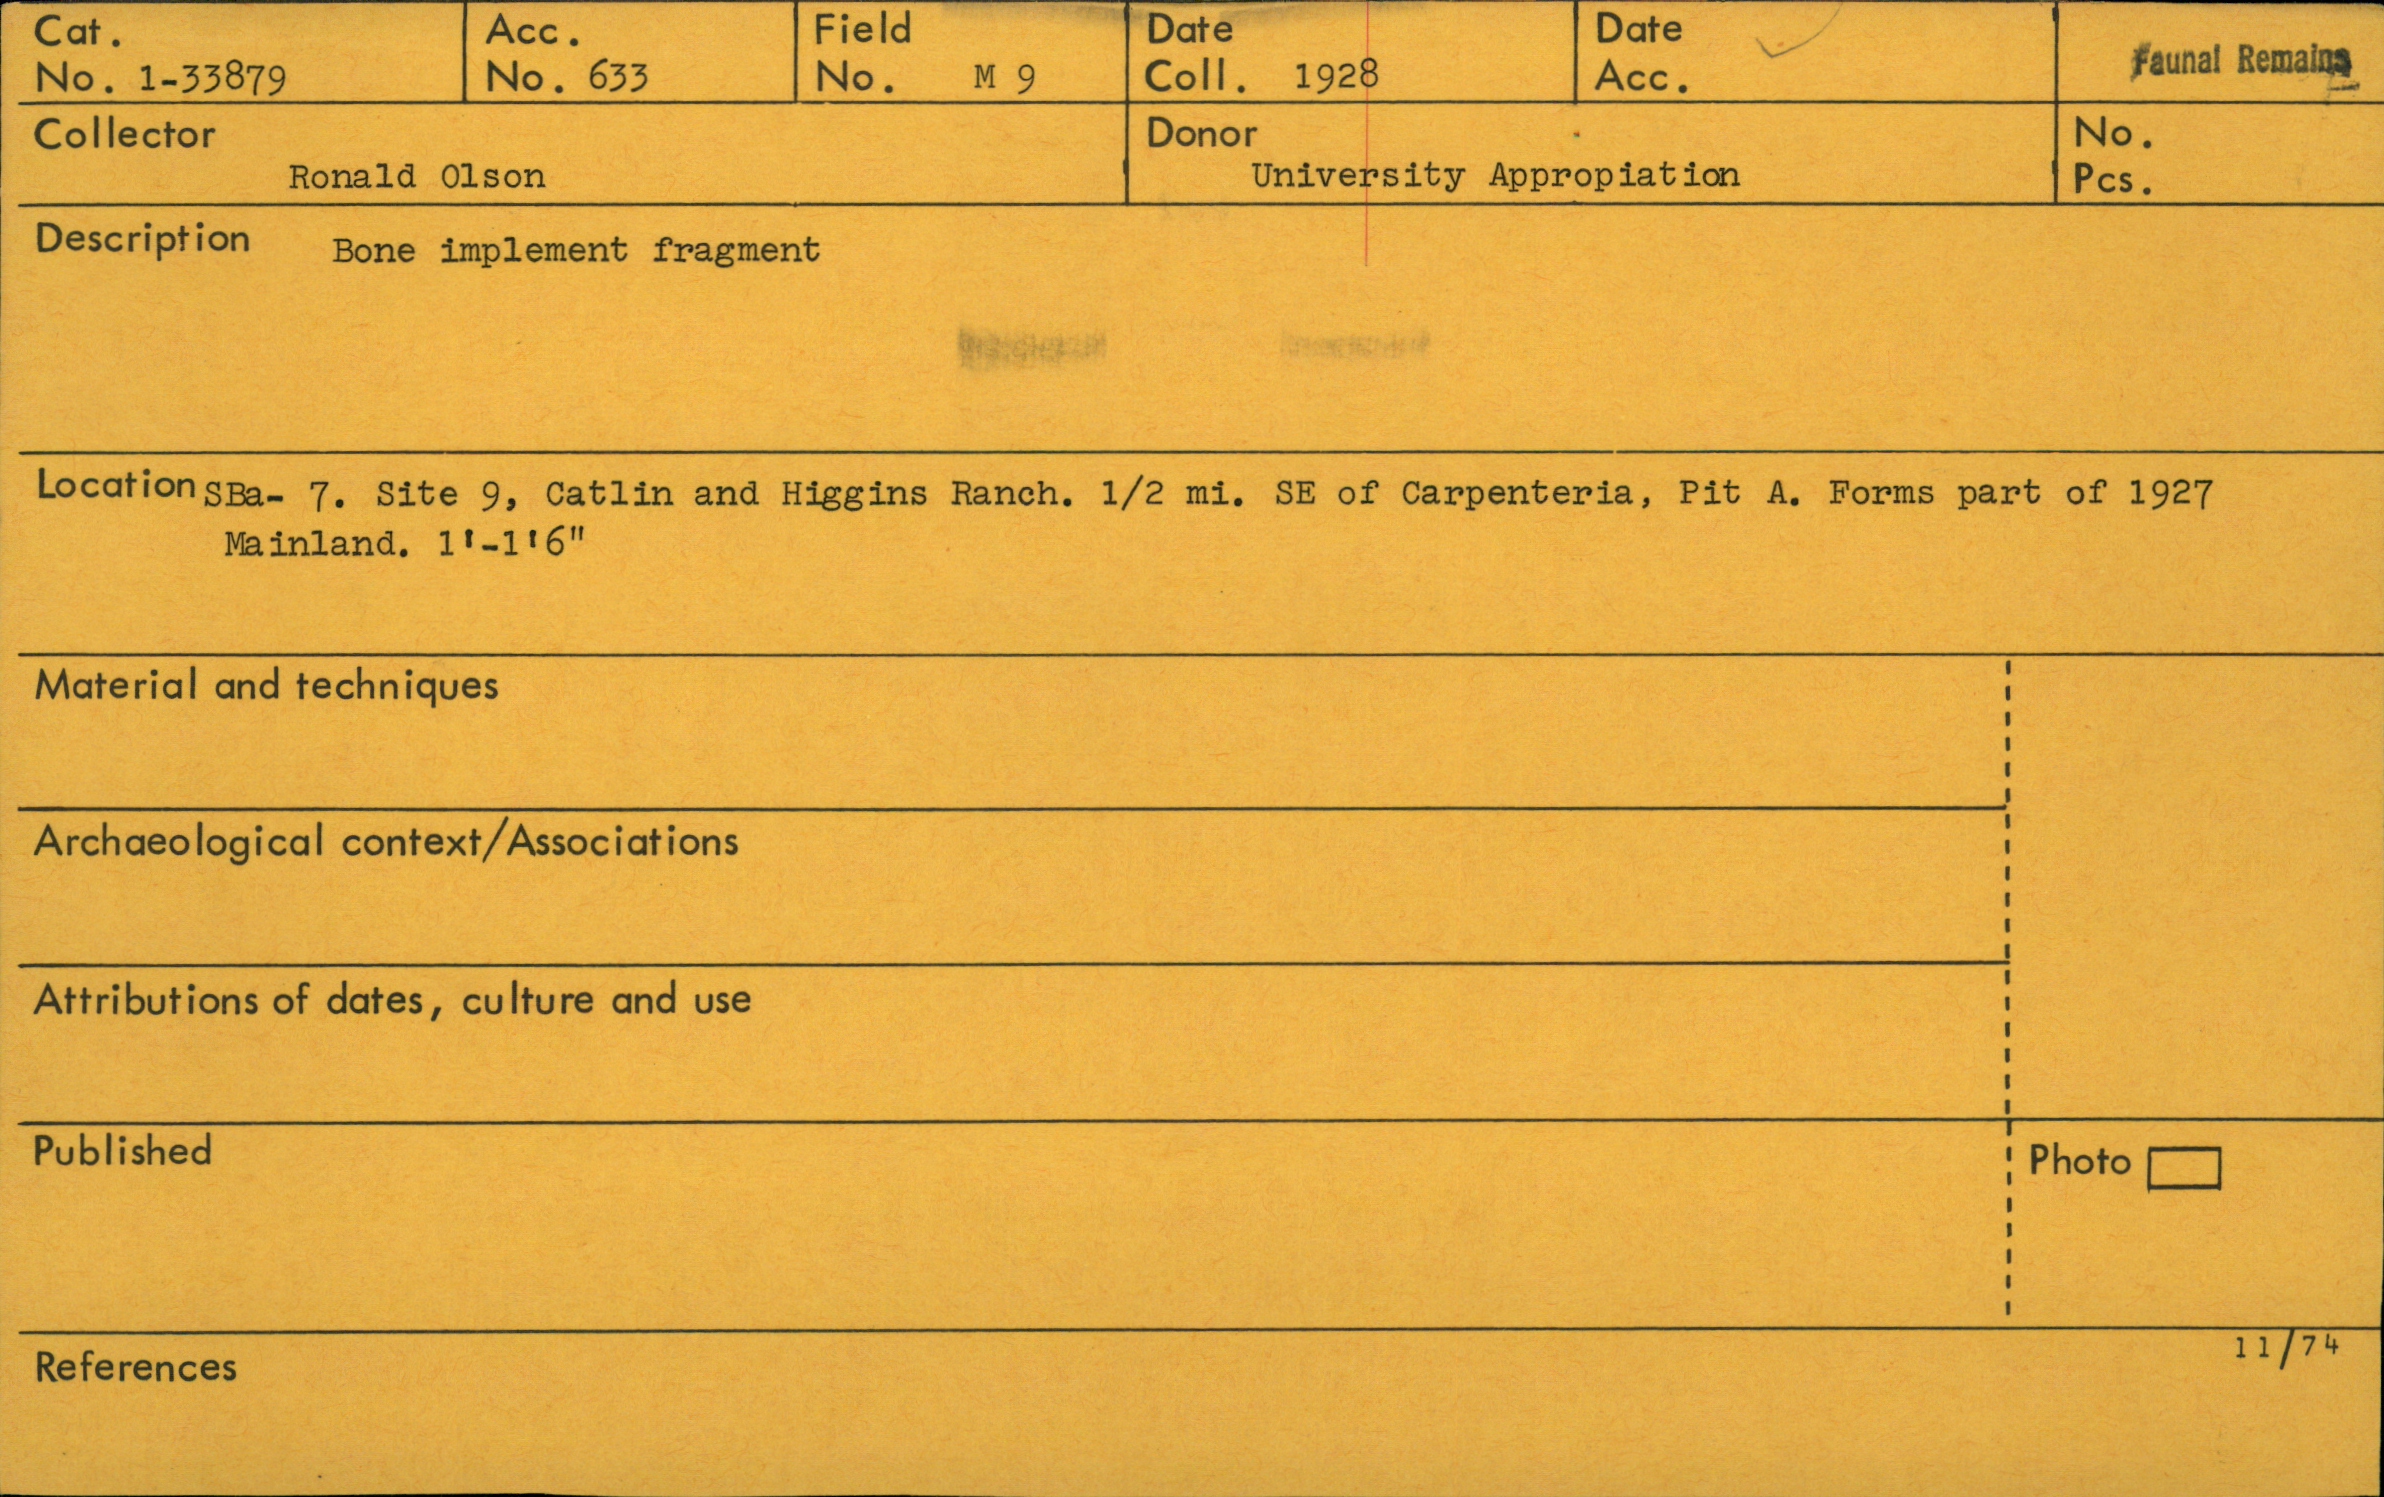 Cat. No. 1-33879
Acc. No. 633
Field No. M 9
Date Coll. 1928
Date Acc.
Faunal Remains
Collector
Ronald Olson
Donor
University Appropiation
No. Pcs.
Description Bone implement fragment
Location SBa- 7. Site 9, Catlin and Higgins Ranch. 1/2 mi. SE of Carpenteria, Pit A. Forms part of 1927
Mainland. 1'-1'6"
Material and techniques
Archaeological context/Associations
Attributions of dates, culture and use
Published
Photo
11/74
References